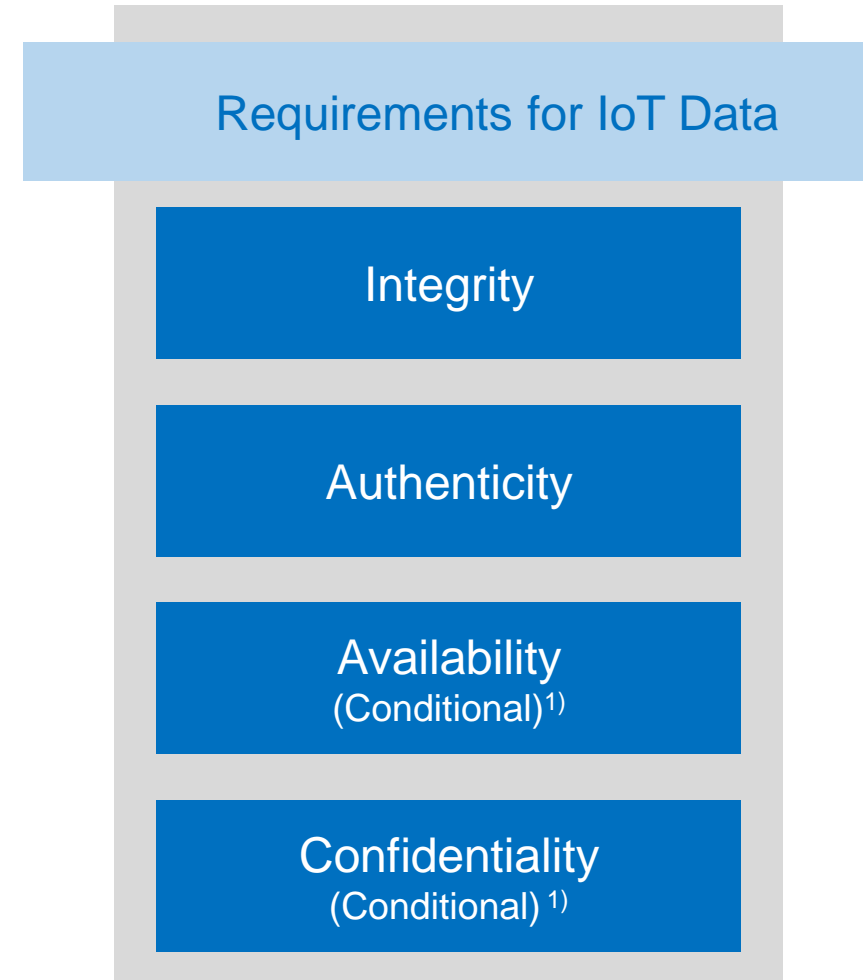 Requirements for IoT Data
Integrity
Authenticity
Availability
(Conditional)1)
Confidentiality
(Conditional) 1)